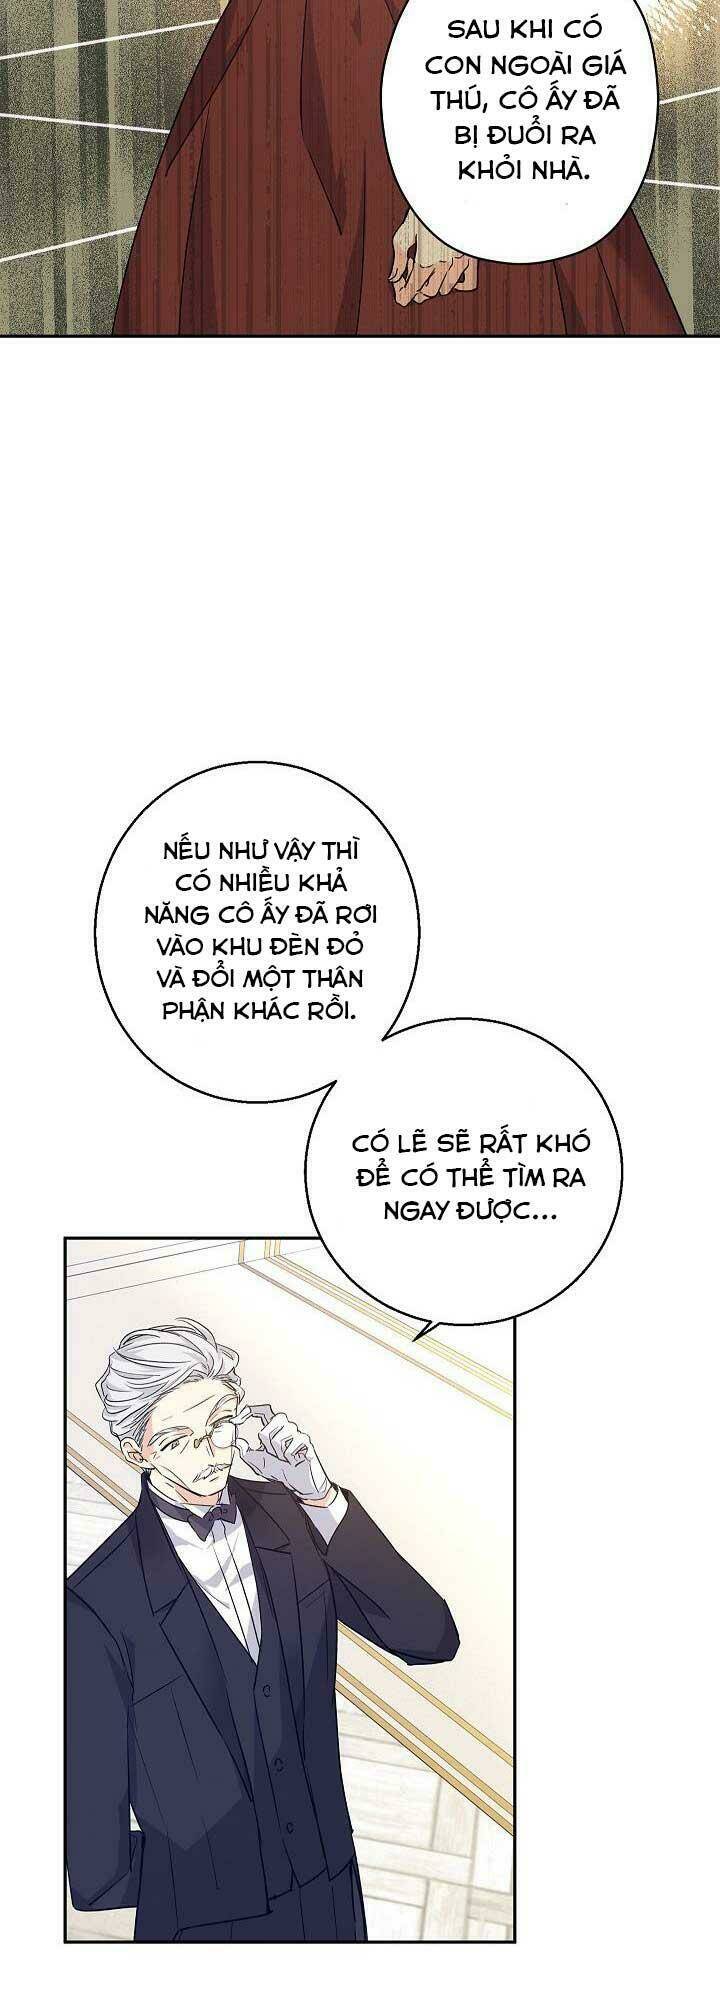 SAU KHI CÓ
CON NGOÀI GIÁ
THÚ, CÔ ẤY ĐÃ
BỊ ĐUỔI RA
KHỎI NHÀ.
NẾU NHƯ VẬY THÌ
CÓ NHIỀU KHẢ
NĂNG CÔ ẤY ĐÃ RƠI
VÀO KHU ĐÈN ĐỎ
VÀ ĐỔI MỘT THÂN
PHẬN KHÁC RỒI.
CÓ LẼ SẼ RẤT KHÓ
ĐỂ CÓ THỂ TÌM RA
NGAY ĐƯỢC...